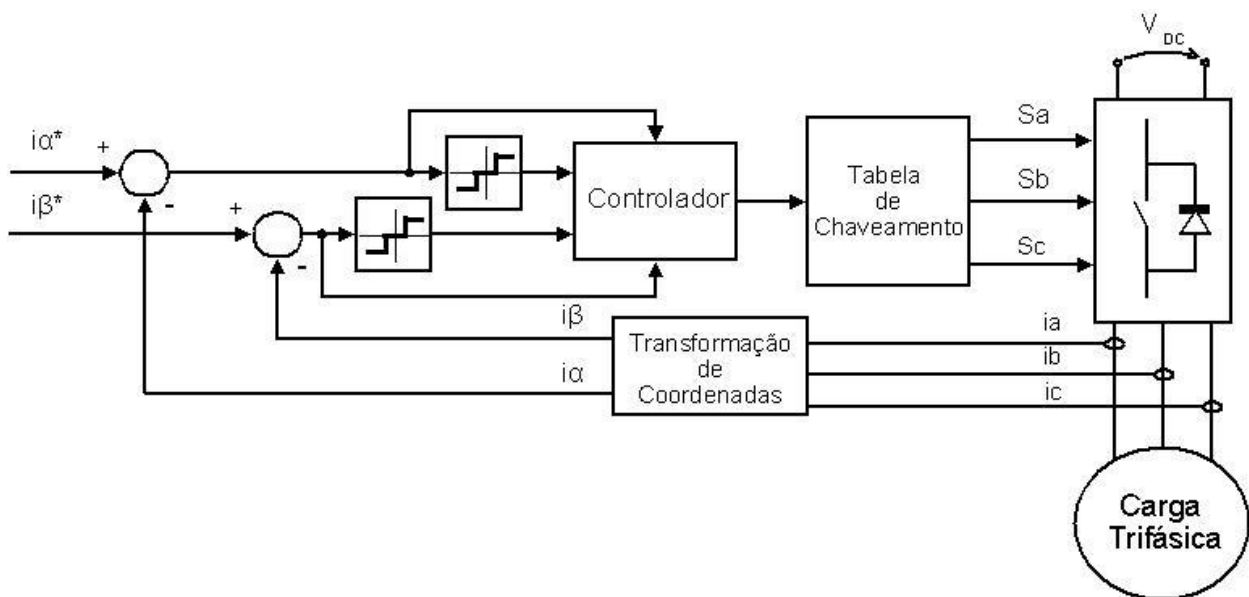 V DC
iα*
+
-
iβ*
+
-
Controlador
Tabela
de
Chaveamento
Sa
Sb
Sc
iβ
iα
Transformação
de
Coordenadas
ia
ib
ic
Carga
Trifásica